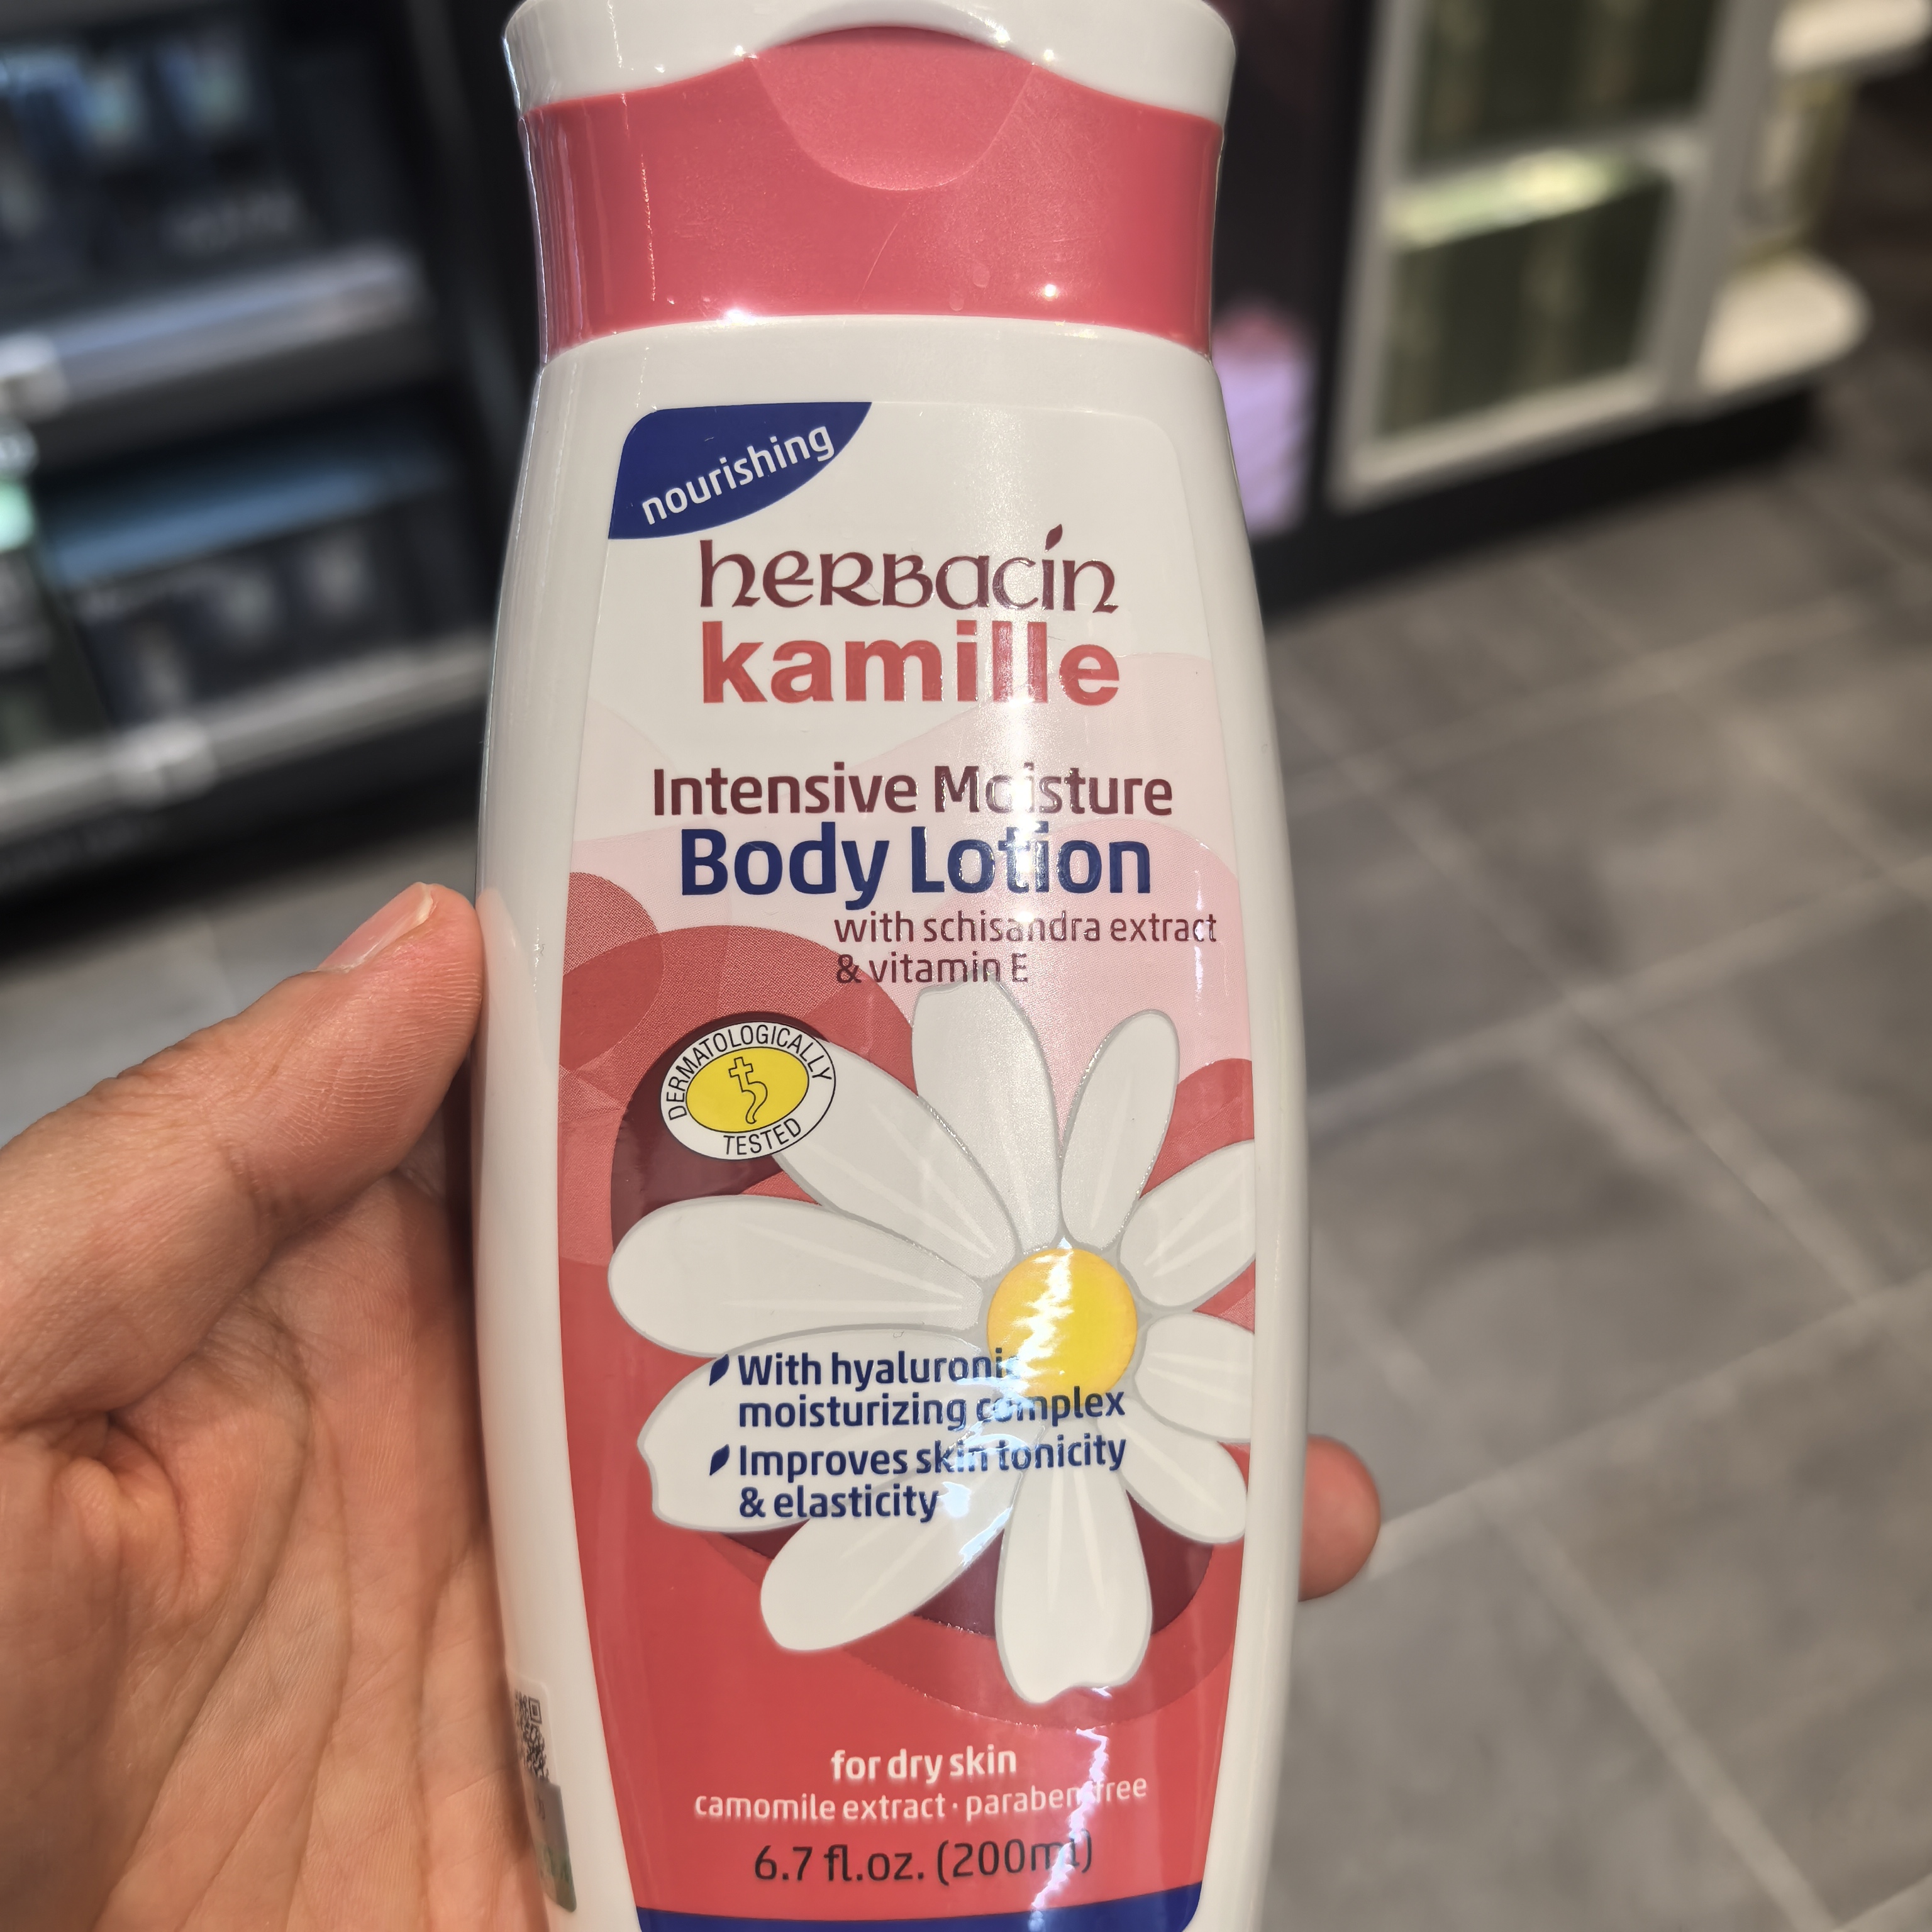 nourishing
herbacin
kamille
Intensive Moisture
Body Lotion
with schisandra extract
& vitamin E
DERMATOLOGICALLY
TESTED
With hyaluronic
moisturizing complex
Improves skin tonicity
& elasticity
for dry skin
camomile extract · paraben free
6.7 fl.oz. (200ml)